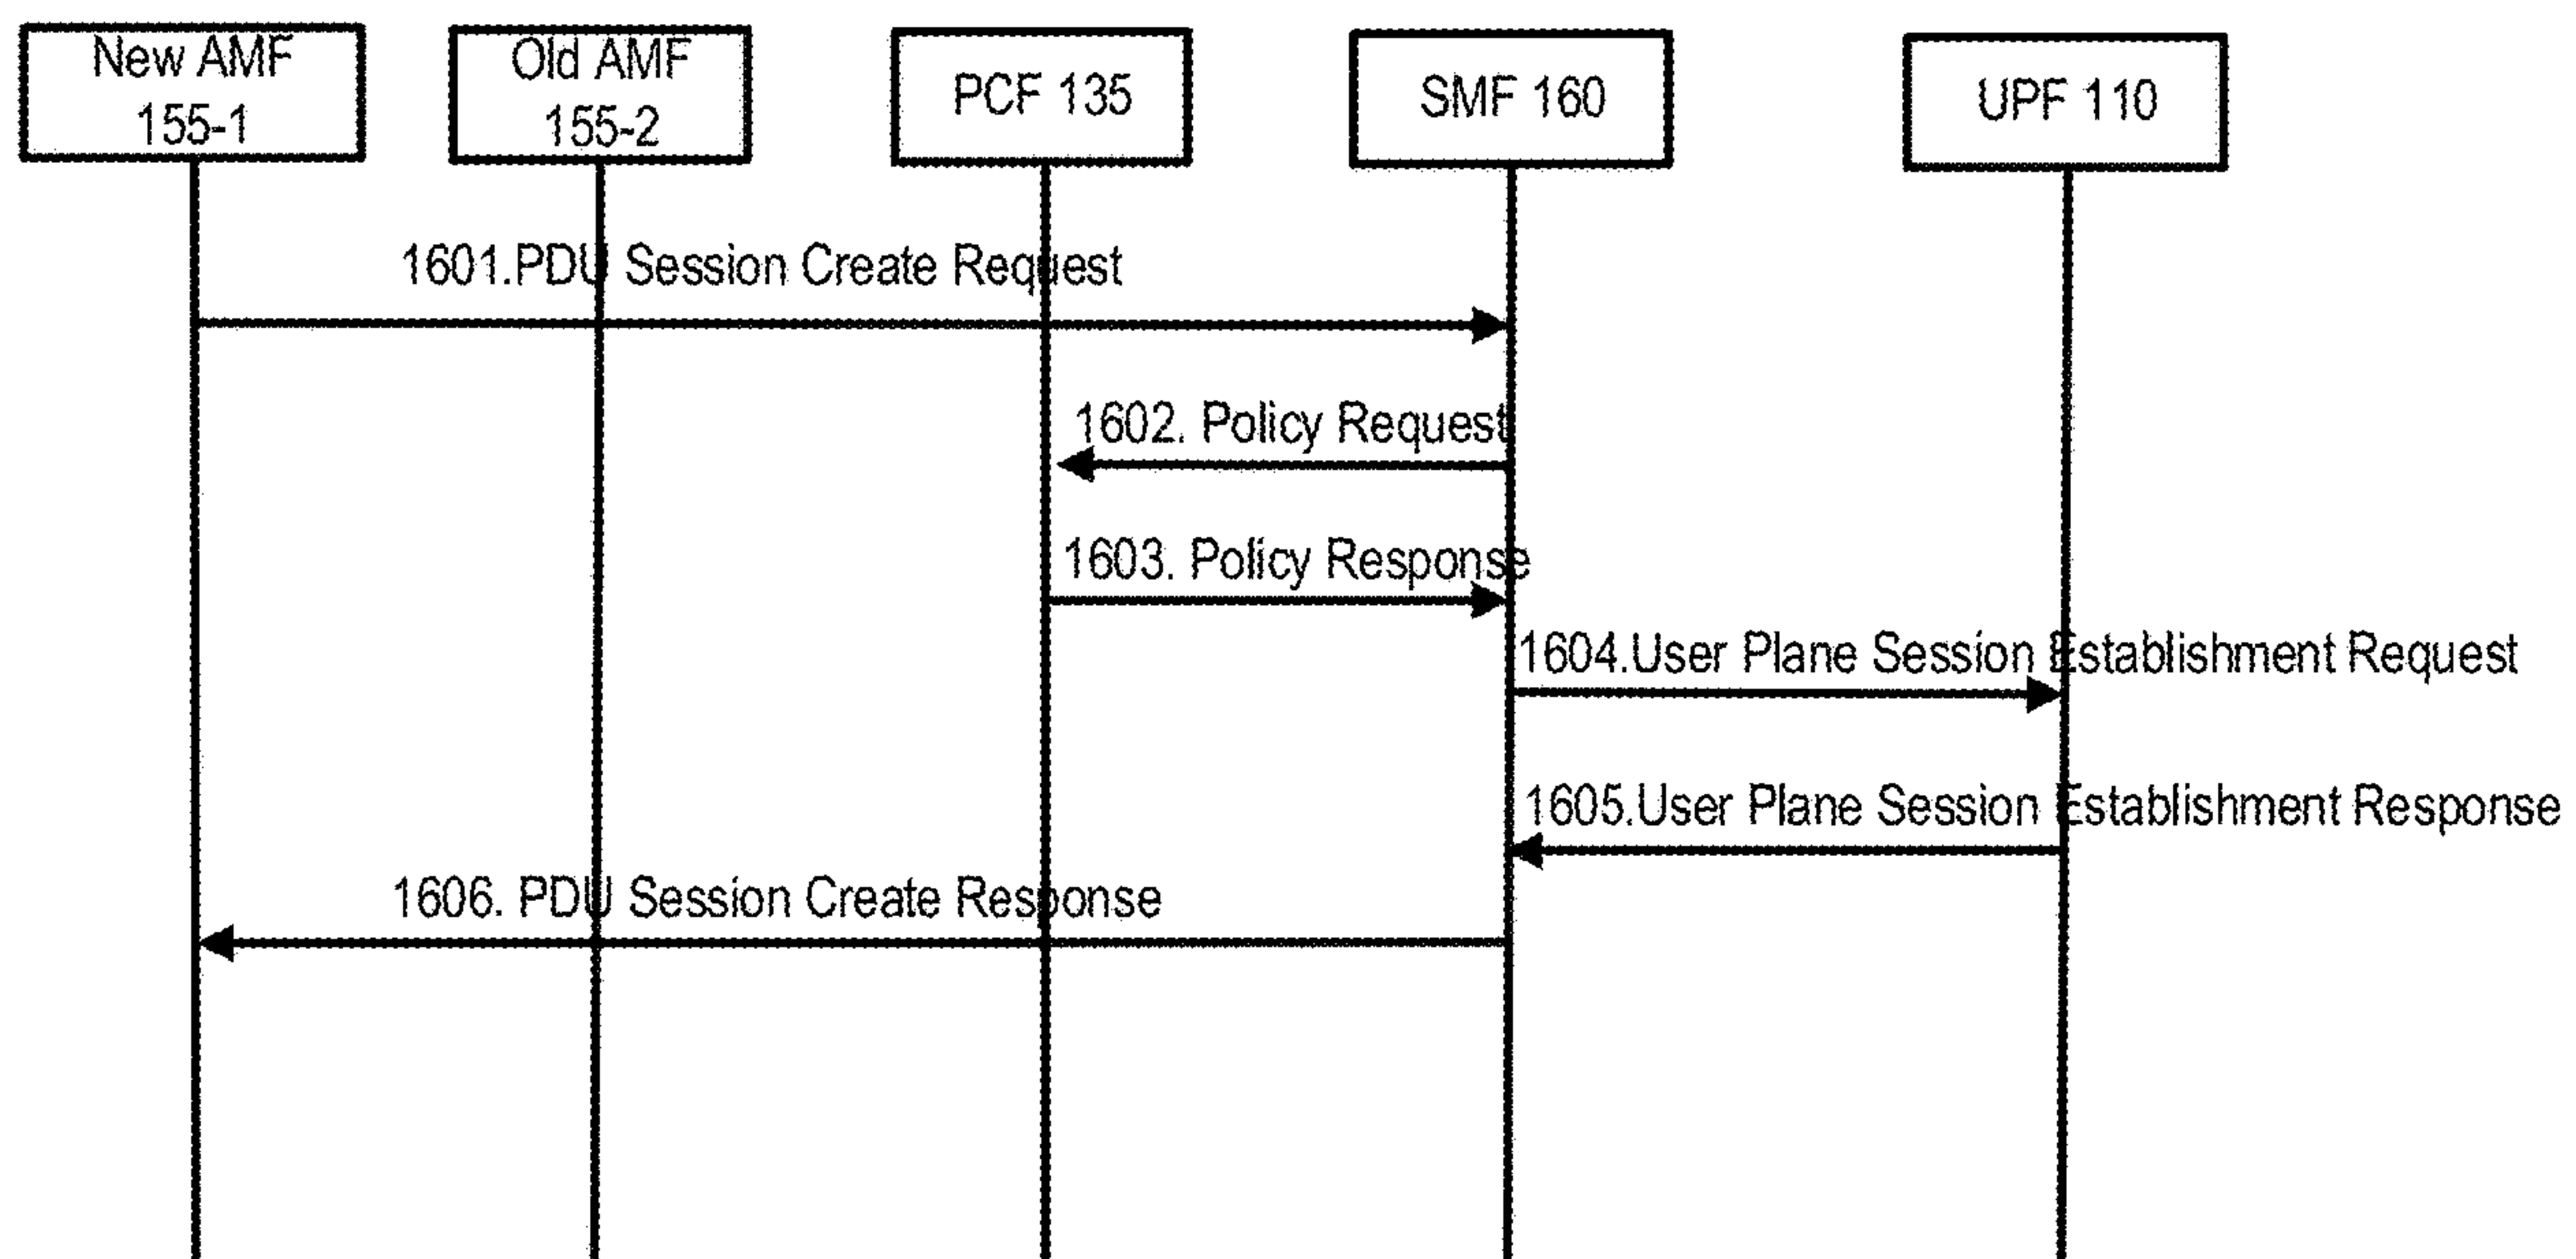 New AMF
155-1
Old AMF
155-2
PCF 135
SMF 160
UPF 110
1601.PDU Session Create Request
1602. Policy Request
1603. Policy Response
1604.User Plane Session Establishment Request
1605.User Plane Session Establishment Response
1606. PDU Session Create Response